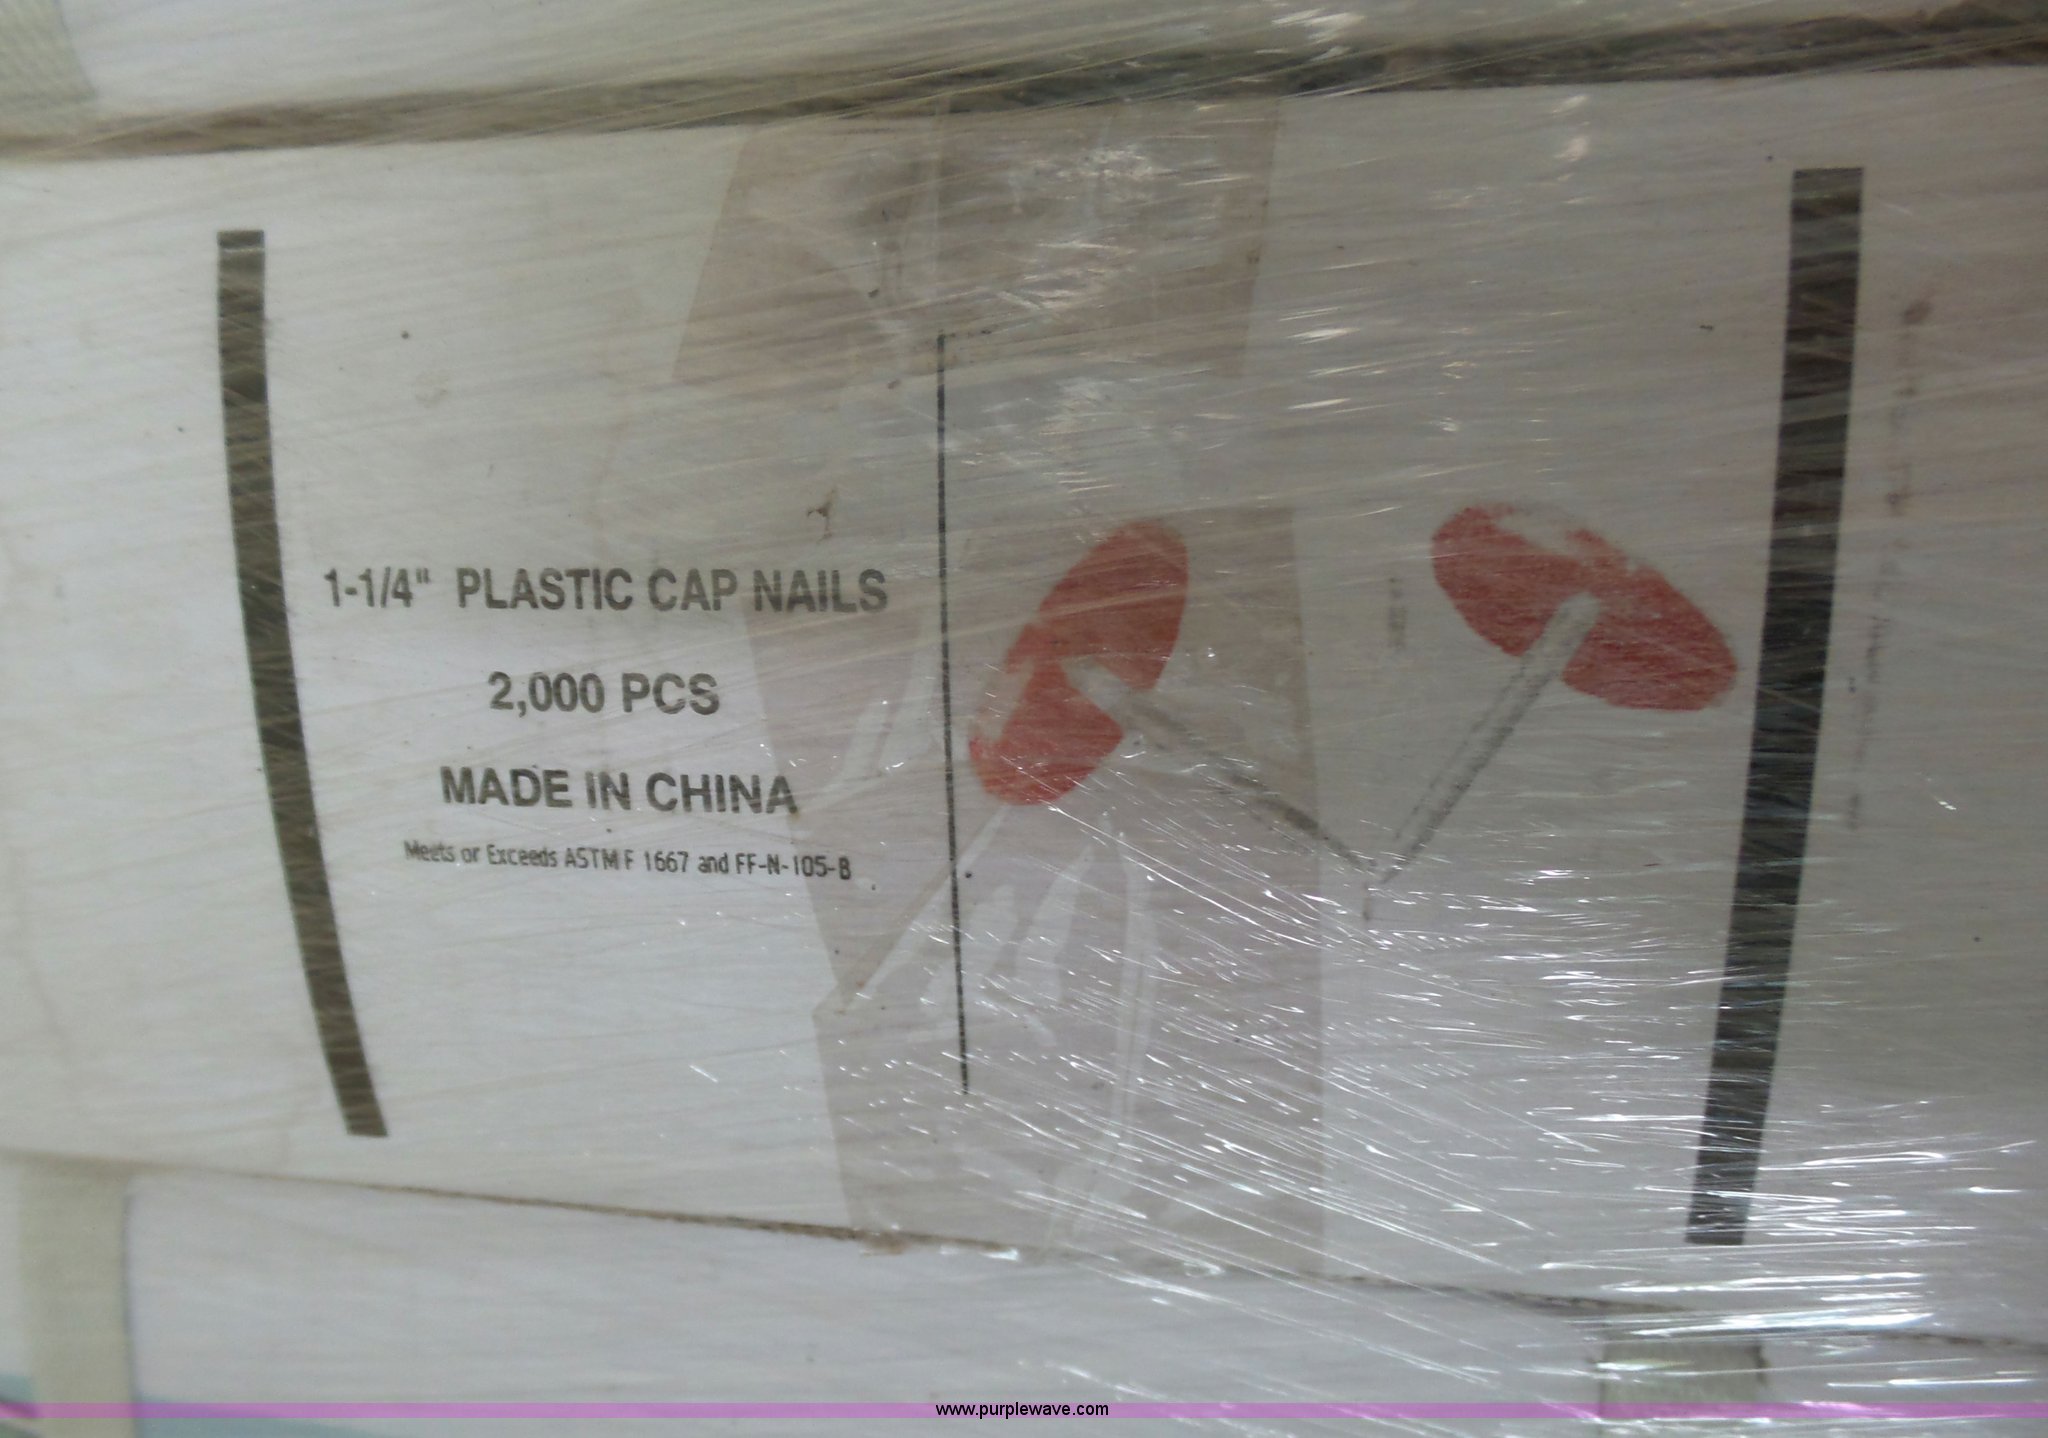 1-1/4" PLASTIC CAP NAILS
2,000 PCS
MADE IN CHINA
Meets or Exceeds ASTM F 1667 and FF-N-105-B
www.purplewave.com